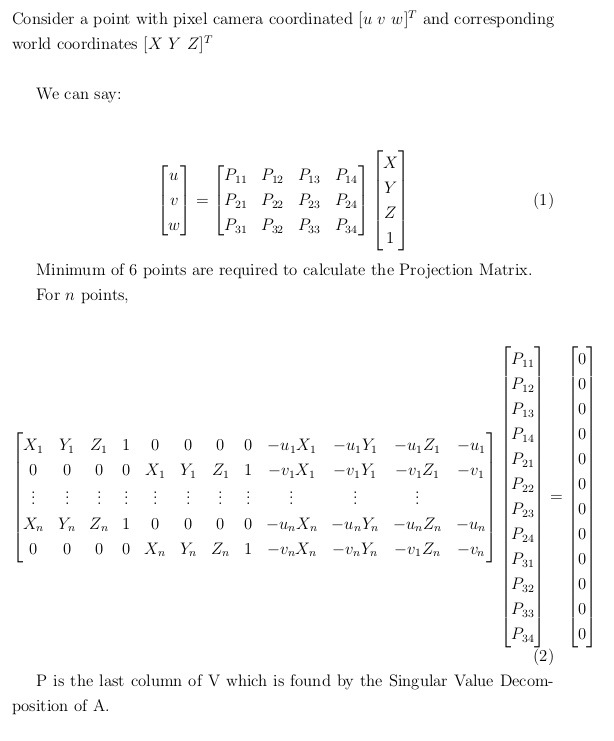 Consider a point with pixel camera coordinated [u v w]^T and corresponding
world coordinates [X Y Z]^T
We can say:
\begin{bmatrix} u \\ v \\ w \end{bmatrix} = \begin{bmatrix} P_{11} & P_{12} & P_{13} & P_{14} \\ P_{21} & P_{22} & P_{23} & P_{24} \\ P_{31} & P_{32} & P_{33} & P_{34} \end{bmatrix} \begin{bmatrix} X \\ Y \\ Z \\ 1 \end{bmatrix} (1)
Minimum of 6 points are required to calculate the Projection Matrix.
For n points,
\begin{bmatrix} X_1 & Y_1 & Z_1 & 1 & 0 & 0 & 0 & 0 & -u_1X_1 & -u_1Y_1 & -u_1Z_1 & -u_1 \\ 0 & 0 & 0 & 0 & X_1 & Y_1 & Z_1 & 1 & -v_1X_1 & -v_1Y_1 & -v_1Z_1 & -v_1 \\ \vdots & \vdots & \vdots & \vdots & \vdots & \vdots & \vdots & \vdots & \vdots & \vdots & \vdots & \\ X_n & Y_n & Z_n & 1 & 0 & 0 & 0 & 0 & -u_nX_n & -u_nY_n & -u_nZ_n & -u_n \\ 0 & 0 & 0 & 0 & X_n & Y_n & Z_n & 1 & -v_nX_n & -v_nY_n & -v_1Z_n & -v_n \end{bmatrix} \begin{bmatrix} P_{11} \\ P_{12} \\ P_{13} \\ P_{14} \\ P_{21} \\ P_{22} \\ P_{23} \\ P_{24} \\ P_{31} \\ P_{32} \\ P_{33} \\ P_{34} \end{bmatrix} = \begin{bmatrix} 0 \\ 0 \\ 0 \\ 0 \\ 0 \\ 0 \\ 0 \\ 0 \\ 0 \\ 0 \\ 0 \\ 0 \end{bmatrix} (2)
P is the last column of V which is found by the Singular Value Decom-
position of A.